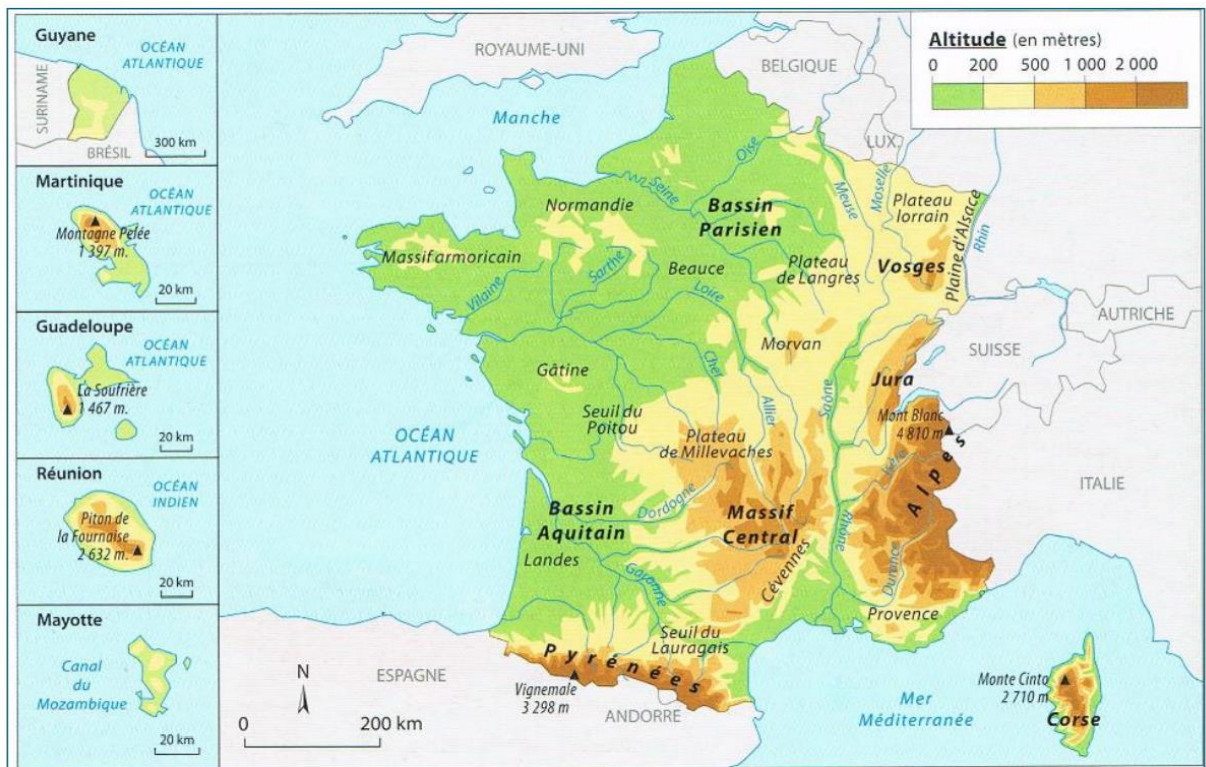 Guyane
OCÉAN
ATLANTIQUE
SURINAME
BRÉSIL
300 km
Martinique
OCÉAN
ATLANTIQUE
Montagne Pelée
1 397 m.
20 km
Guadeloupe
OCÉAN
ATLANTIQUE
La Soufrière
1 467 m.
20 km
Réunion
OCÉAN
INDIEN
Piton de
la Fournaise
2 632 m.
20 km
Mayotte
Canal
du
Mozambique
20 km
Altitude (en mètres)
0 200 500 1 000 2 000
ROYAUME-UNI
BELGIQUE
LUX.
Manche
Oise
Seine
Meuse
Moselle
Plateau
lorrain
Normandie
Bassin
Parisien
Plaine d'Alsace
Rhin
Massif armoricain
Sarthe
Beauce
Plateau
de Langres
Vosges
Vilaine
Loire
AUTRICHE
SUISSE
Morvan
Gâtine
Cher
Allier
Saône
Jura
Seuil du
Poitou
Mont Blanc
4 810 m
OCÉAN
ATLANTIQUE
Plateau
de Millevaches
Isère
Alpes
ITALIE
Dordogne
Bassin
Aquitain
Massif
Central
Rhône
Landes
Garonne
Cévennes
Durance
Provence
Seuil du
Lauragais
Pyrénées
ESPAGNE
Vignemale
3 298 m
ANDORRE
Mer
Méditerranée
Monte Cinto
2 710 m
Corse
N
0 200 km